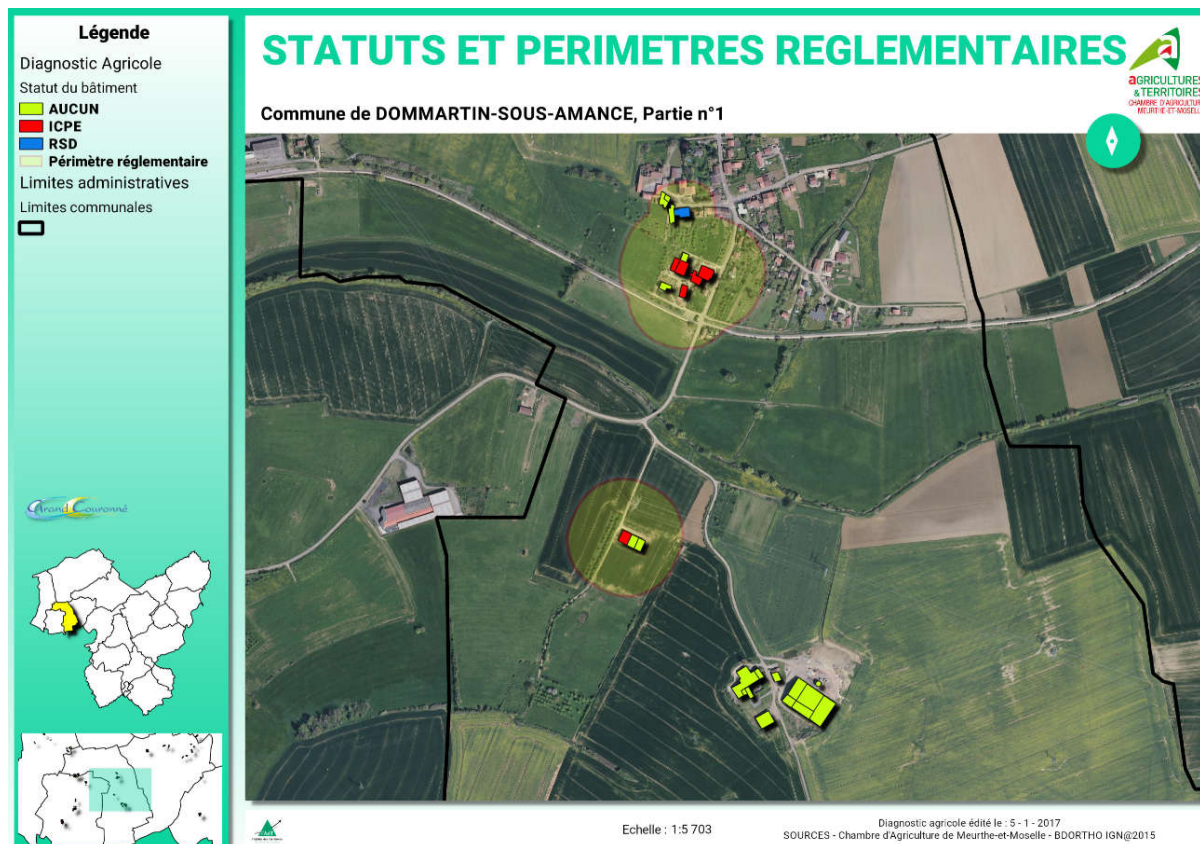 Légende
Diagnostic Agricole
Statut du bâtiment
AUCUN
ICPE
RSD
Périmètre réglementaire
Limites administratives
Limites communales
Grand Couronné
STATUTS ET PERIMETRES REGLEMENTAIRES
Commune de DOMMARTIN-SOUS-AMANCE, Partie n°1
aGRICULTURES
& TERRITOIRES
CHAMBRE D'AGRICULTURE
MEURTHE-ET-MOSELLE
Echelle : 1:5 703
Diagnostic agricole édité le : 5 - 1 - 2017
SOURCES - Chambre d'Agriculture de Meurthe-et-Moselle - BDORTHO IGN@2015